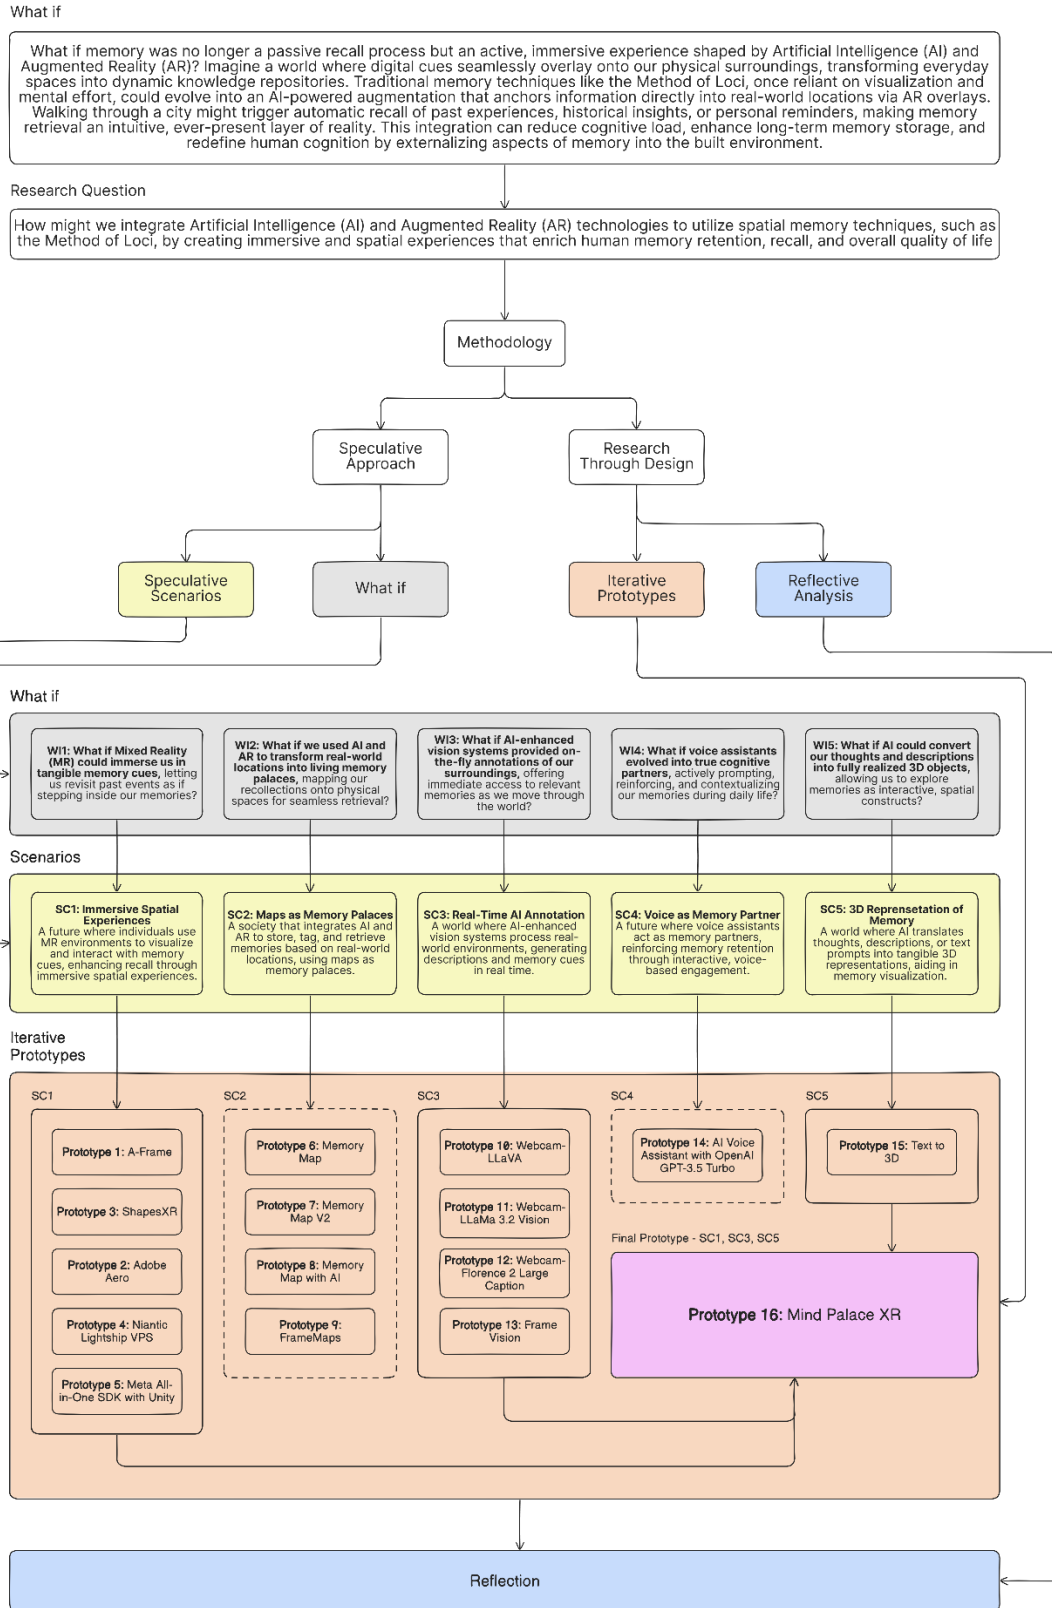 What if
What if memory was no longer a passive recall process but an active, immersive experience shaped by Artificial Intelligence (AI) and
Augmented Reality (AR)? Imagine a world where digital cues seamlessly overlay onto our physical surroundings, transforming everyday
spaces into dynamic knowledge repositories. Traditional memory techniques like the Method of Loci, once reliant on visualization and
mental effort, could evolve into an AI-powered augmentation that anchors information directly into real-world locations via AR overlays.
Walking through a city might trigger automatic recall of past experiences, historical insights, or personal reminders, making memory
retrieval an intuitive, ever-present layer of reality. This integration can reduce cognitive load, enhance long-term memory storage, and
redefine human cognition by externalizing aspects of memory into the built environment.
Research Question
How might we integrate Artificial Intelligence (AI) and Augmented Reality (AR) technologies to utilize spatial memory techniques, such as
the Method of Loci, by creating immersive and spatial experiences that enrich human memory retention, recall, and overall quality of life
Methodology
Speculative
Approach
Research
Through Design
Speculative
Scenarios
What if
Iterative
Prototypes
Reflective
Analysis
What if
WI1: What if Mixed Reality
(MR) could immerse us in
tangible memory cues, letting
us revisit past events as if
stepping inside our memories?
WI2: What if we used AI and
AR to transform real-world
locations into living memory
palaces, mapping our
recollections onto physical
spaces for seamless retrieval?
WI3: What if AI-enhanced
vision systems provided on-
the-fly annotations of our
surroundings, offering
immediate access to relevant
memories as we move through
the world?
WI4: What if voice assistants
evolved into true cognitive
partners, actively prompting,
reinforcing, and contextualizing
our memories during daily life?
WI5: What if AI could convert
our thoughts and descriptions
into fully realized 3D objects,
allowing us to explore
memories as interactive, spatial
constructs?
Scenarios
SC1: Immersive Spatial
Experiences
A future where individuals use
MR environments to visualize
and interact with memory
cues, enhancing recall through
immersive spatial experiences.
SC2: Maps as Memory Palaces
A society that integrates AI and
AR to store, tag, and retrieve
memories based on real-world
locations, using maps as
memory palaces.
SC3: Real-Time AI Annotation
A world where AI-enhanced
vision systems process real-
world environments, generating
descriptions and memory cues
in real time.
SC4: Voice as Memory Partner
A future where voice assistants
act as memory partners,
reinforcing memory retention
through interactive, voice-
based engagement.
SC5: 3D Reprensetation of
Memory
A world where AI translates
thoughts, descriptions, or text
prompts into tangible 3D
representations, aiding in
memory visualization.
Iterative
Prototypes
SC1
Prototype 1: A-Frame
Prototype 3: ShapesXR
Prototype 2: Adobe
Aero
Prototype 4: Niantic
Lightship VPS
Prototype 5: Meta All-
in-One SDK with Unity
SC2
Prototype 6: Memory
Map
Prototype 7: Memory
Map V2
Prototype 8: Memory
Map with AI
Prototype 9:
FrameMaps
SC3
Prototype 10: Webcam-
LLaVA
Prototype 11: Webcam-
LLaMa 3.2 Vision
Prototype 12: Webcam-
Florence 2 Large
Caption
Prototype 13: Frame
Vision
SC4
Prototype 14: AI Voice
Assistant with OpenAI
GPT-3.5 Turbo
SC5
Prototype 15: Text to
3D
Final Prototype - SC1, SC3, SC5
Prototype 16: Mind Palace XR
Reflection